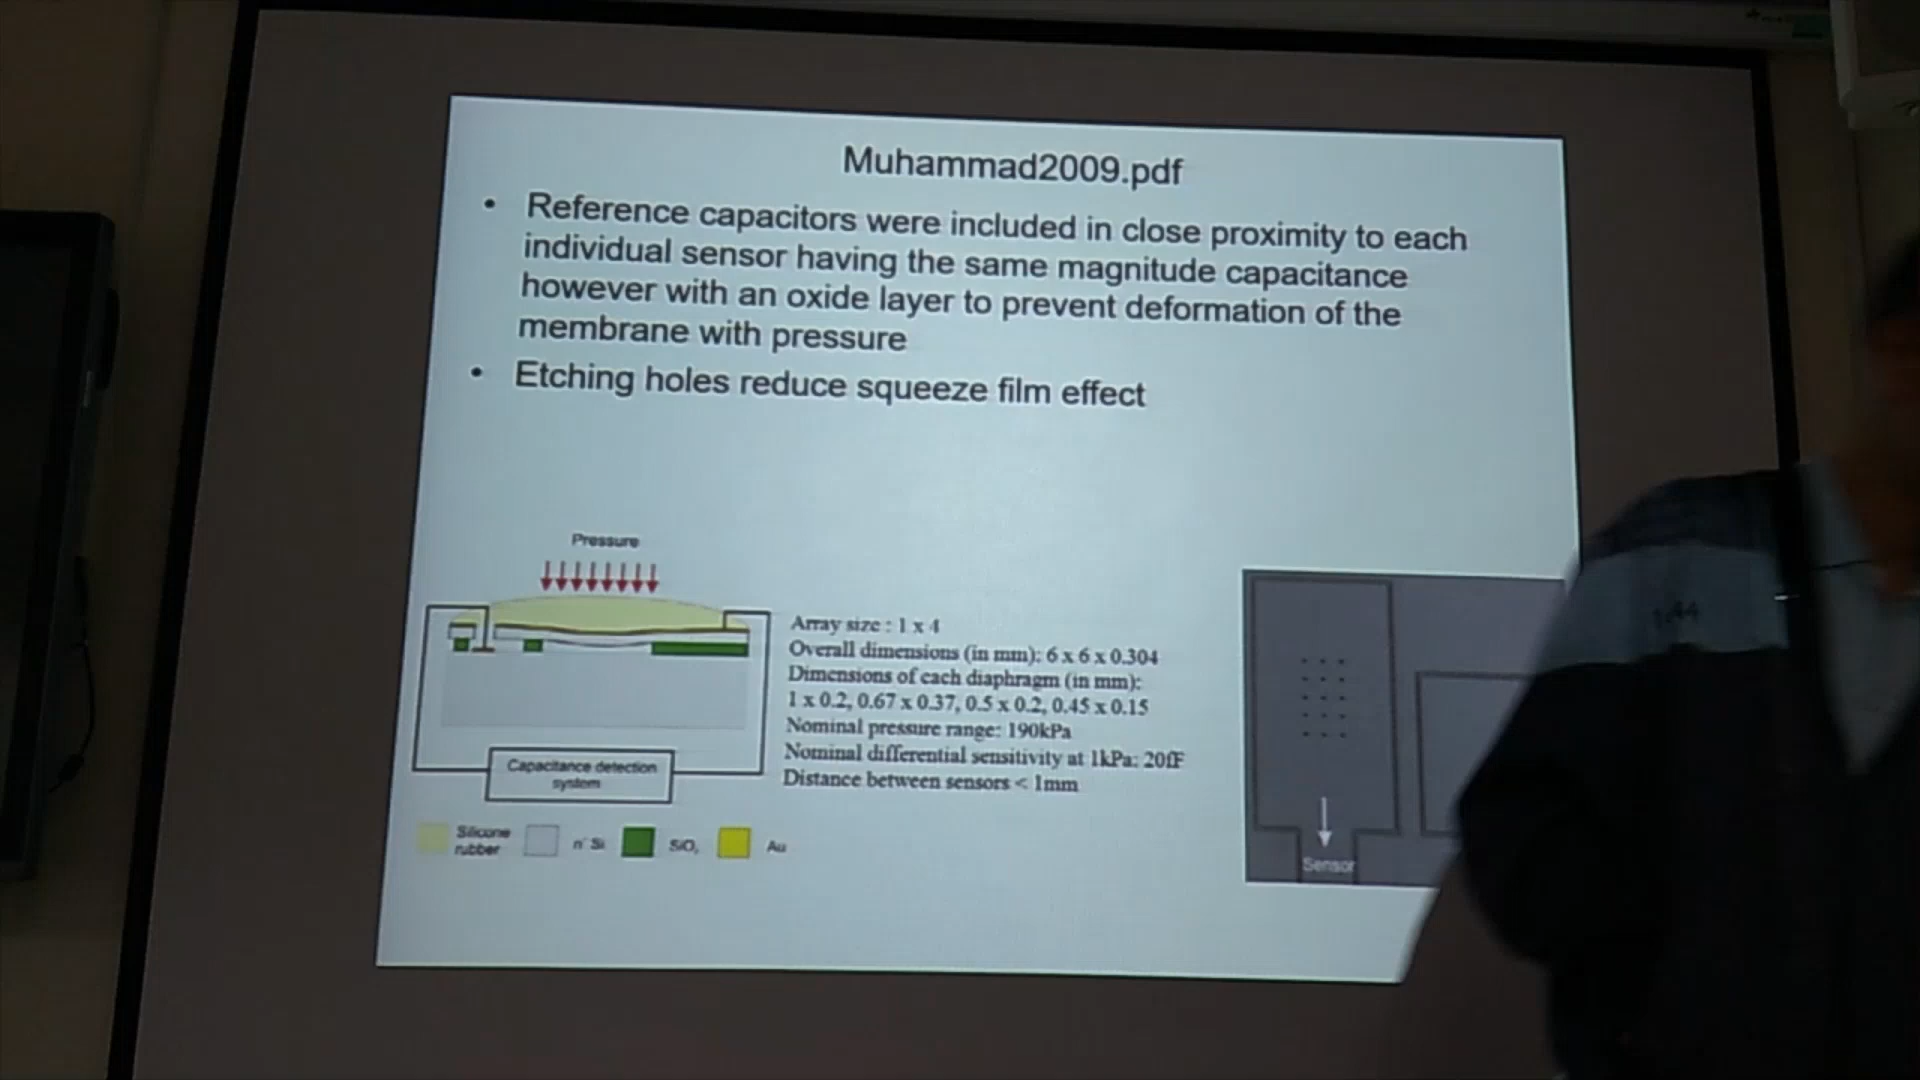 Muhammad2009.pdf
• Reference capacitors were included in close proximity to each
individual sensor having the same magnitude capacitance
however with an oxide layer to prevent deformation of the
membrane with pressure
• Etching holes reduce squeeze film effect
Pressure
Array size : 1 x 4
Overall dimensions (in mm): 6 x 6 x 0.304
Dimensions of each diaphragm (in mm):
1 x 0.2, 0.67 x 0.37, 0.5 x 0.2, 0.45 x 0.15
Nominal pressure range: 190kPa
Nominal differential sensitivity at 1kPa: 20fF
Distance between sensors < 1mm
Capacitance detection
system
Silicone
rubber
n⁻ Si
SiO₂
Au
Sensor